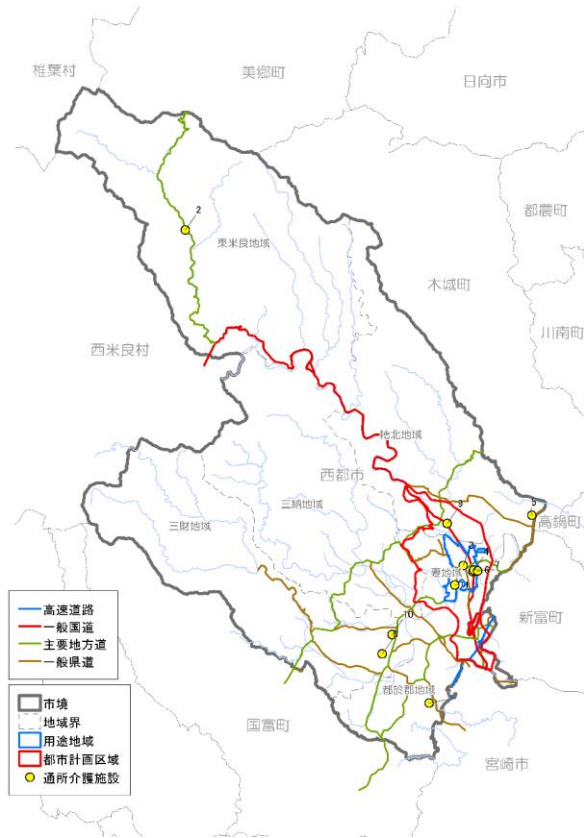 椎葉村
美郷町
日向市
2
都農町
東米良地域
木城町
川南町
西米良村
穂北地域
西都市
3
5
高鍋町
三納地域
三財地域
妻地域
6
新富町
10
都於郡地域
国富町
宮崎市
高速道路
一般国道
主要地方道
一般県道
市境
地域界
用途地域
都市計画区域
通所介護施設